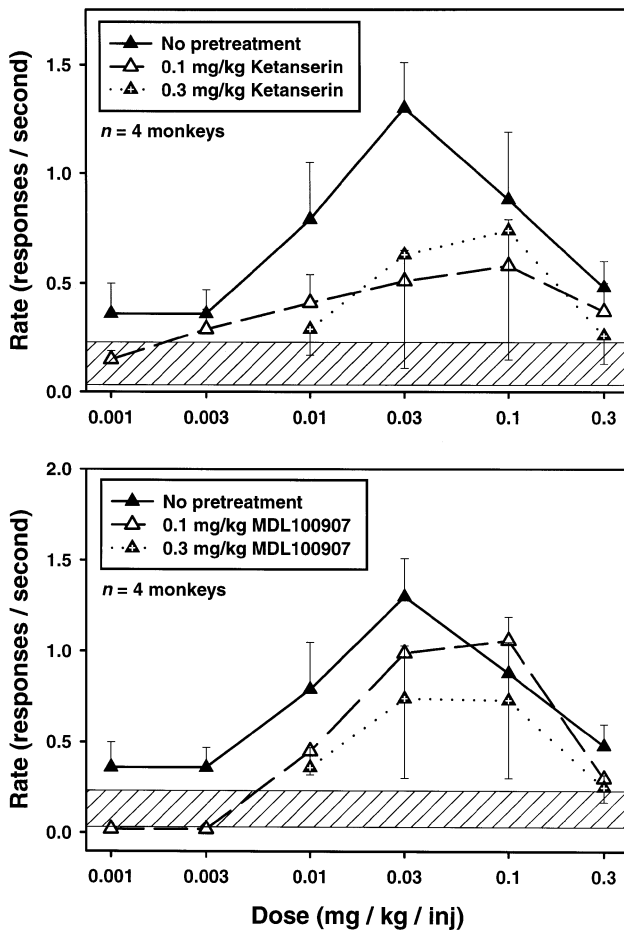 No pretreatment
0.1 mg/kg Ketanserin
0.3 mg/kg Ketanserin
n = 4 monkeys
Rate (responses / second)
1.5
1.0
0.5
0.0
0.001 0.003 0.01 0.03 0.1 0.3
No pretreatment
0.1 mg/kg MDL100907
0.3 mg/kg MDL100907
n = 4 monkeys
Rate (responses / second)
2.0
1.5
1.0
0.5
0.0
0.001 0.003 0.01 0.03 0.1 0.3
Dose (mg / kg / inj)